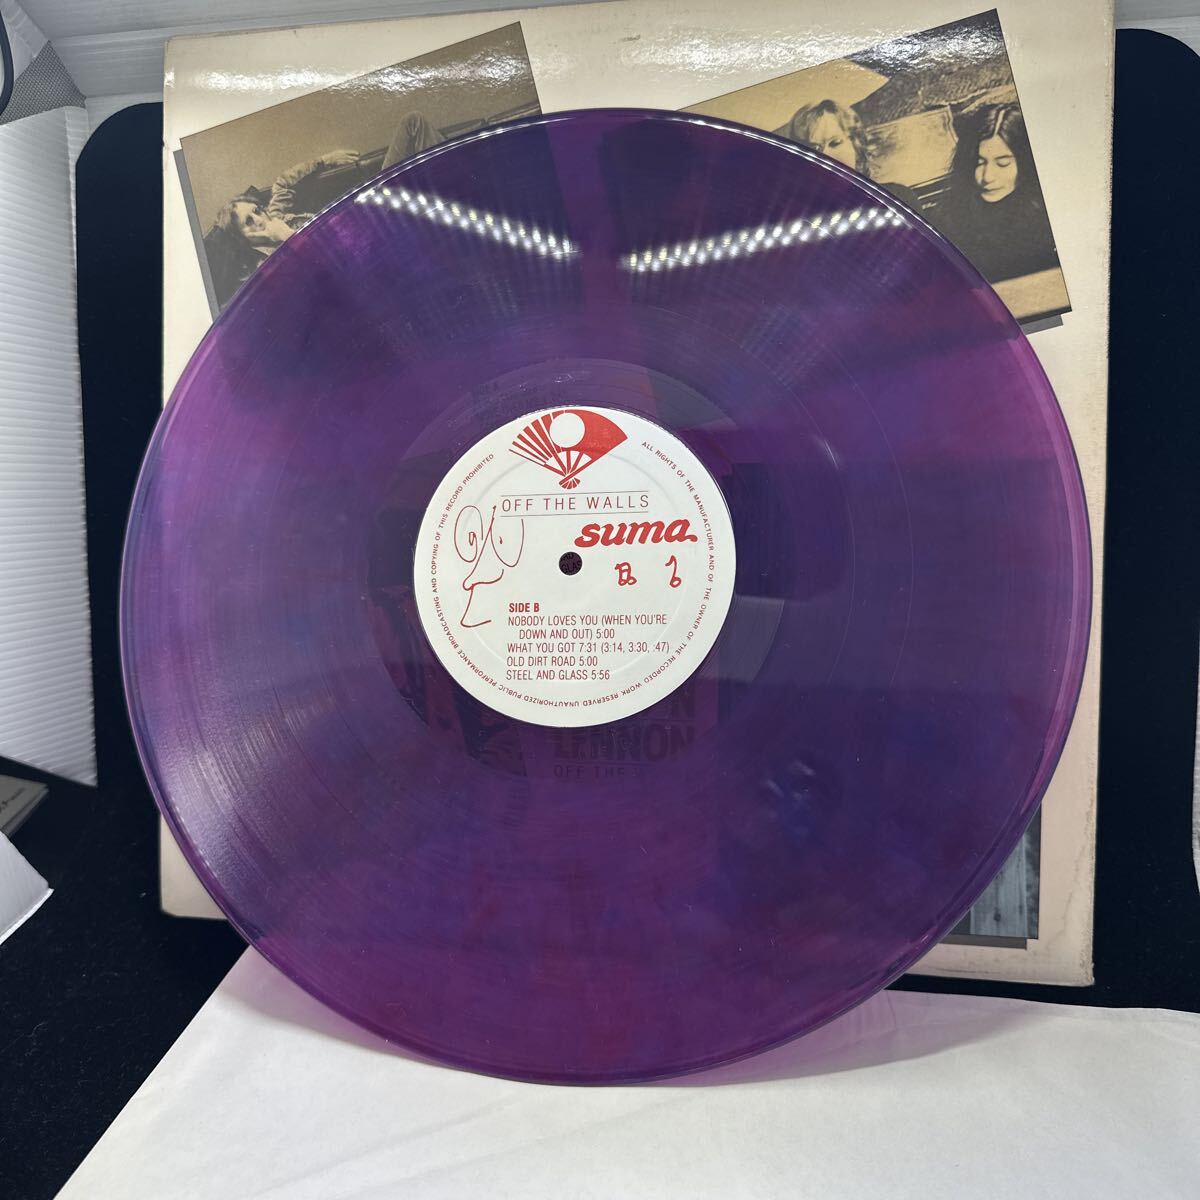 OFF THE WALLS
suma
SIDE B
NOBODY LOVES YOU (WHEN YOU'RE
DOWN AND OUT) 5:00
WHAT YOU GOT 7:31 (3:14, 3:30, :47)
OLD DIRT ROAD 5:00
STEEL AND GLASS 5:56
ALL RIGHTS OF THE MANUFACTURER AND OF THE OWNER OF THE RECORDED WORK RESERVED UNAUTHORIZED PUBLIC PERFORMANCE BROADCASTING AND COPYING OF THIS RECORD PROHIBITED
LENNON
OFF THE